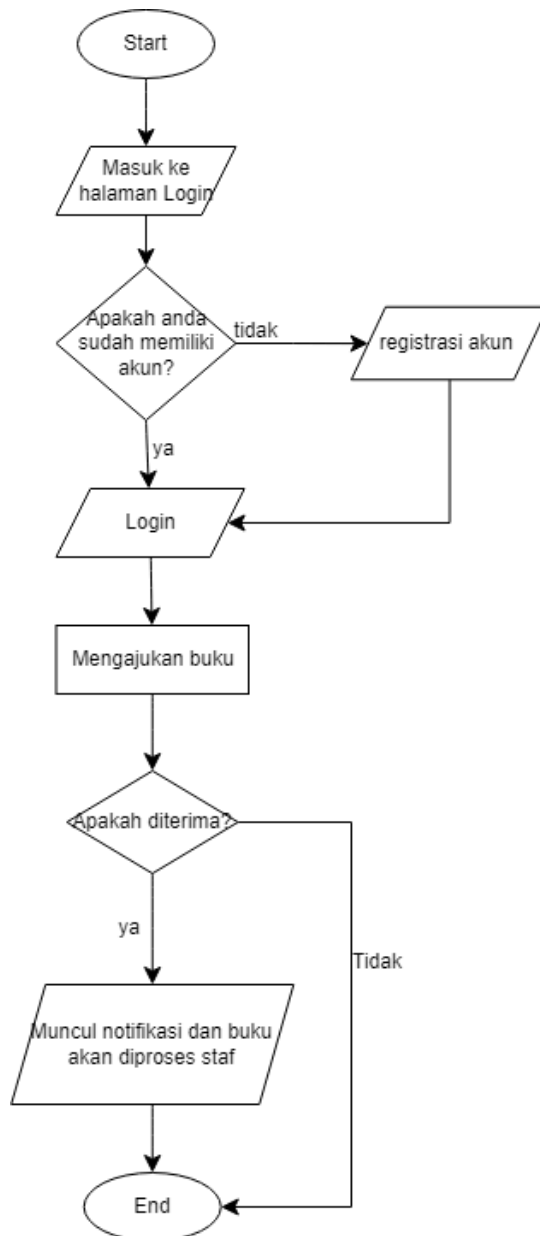 Start
Masuk ke
halaman Login
Apakah anda
sudah memiliki
akun?
tidak
registrasi akun
ya
Login
Mengajukan buku
Apakah diterima?
ya
Tidak
Muncul notifikasi dan buku
akan diproses staf
End